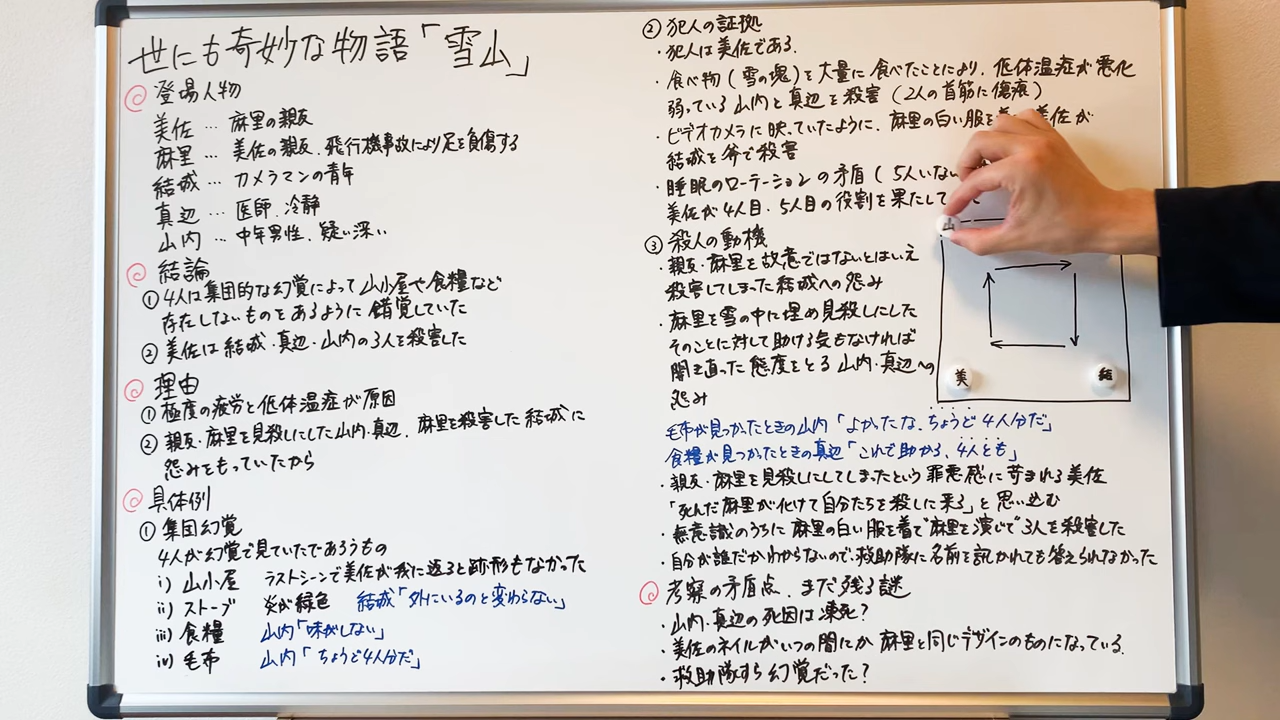 世にも奇妙な物語「雪山」
登場人物
美佐 … 麻里の親友
麻里 … 美佐の親友、飛行機事故により足を負傷する
結城 … カメラマンの青年
真辺 … 医師、冷静
山内 … 中年男性、疑い深い
結論
① 4人は集団的な幻覚によって山小屋や食糧など
存在しないものをあるように錯覚していた
② 美佐は結城・真辺・山内の3人を殺害した
理由
① 極度の疲労と低体温症が原因
② 親友・麻里を見殺しにした山内・真辺、麻里を殺害した結城に
怨みをもっていたから
具体例
① 集団幻覚
4人が幻覚で見ていたであろうもの
i) 山小屋 ラストシーンで美佐が我に返ると跡形もなかった
ii) ストーブ 炎が緑色 結城「外にいるのと変わらない」
iii) 食糧 山内「味がしない」
iv) 毛布 山内「ちょうど4人分だ」
② 犯人の証拠
・犯人は美佐である。
・食べ物(雪の塊)を大量に食べたことにより、低体温症が悪化
弱っている山内と真辺を殺害(2人の首筋に傷痕)
・ビデオカメラに映っていたように、麻里の白い服を 美佐が
結城を斧で殺害
・睡眠のローテーションの矛盾(5人いない
美佐が4人目、5人目の役割を果たして
③ 殺人の動機
・親友・麻里を故意ではないとはいえ
殺害してしまった結城への怨み
・麻里を雪の中に埋め見殺しにした
そのことに対して助ける気もなければ
開き直った態度をとる山内・真辺への
怨み
山
美
結
毛布が見つかったときの山内「よかったな、ちょうど4人分だ」
食糧が見つかったときの真辺「これで助かる、4人とも」
・親友・麻里を見殺しにしてしまったという罪悪感に苛まれる美佐
「死んだ麻里が化けて自分たちを殺しに来る」と思い込む
・無意識のうちに麻里の白い服を着て麻里を演じて3人を殺害した
・自分が誰だかわからないので、救助隊に名前を訊かれても答えられなかった
考察の矛盾点、まだ残る謎
・山内・真辺の死因は凍死?
・美佐のネイルがいつの間にか麻里と同じデザインのものになっている。
・救助隊すら幻覚だった?